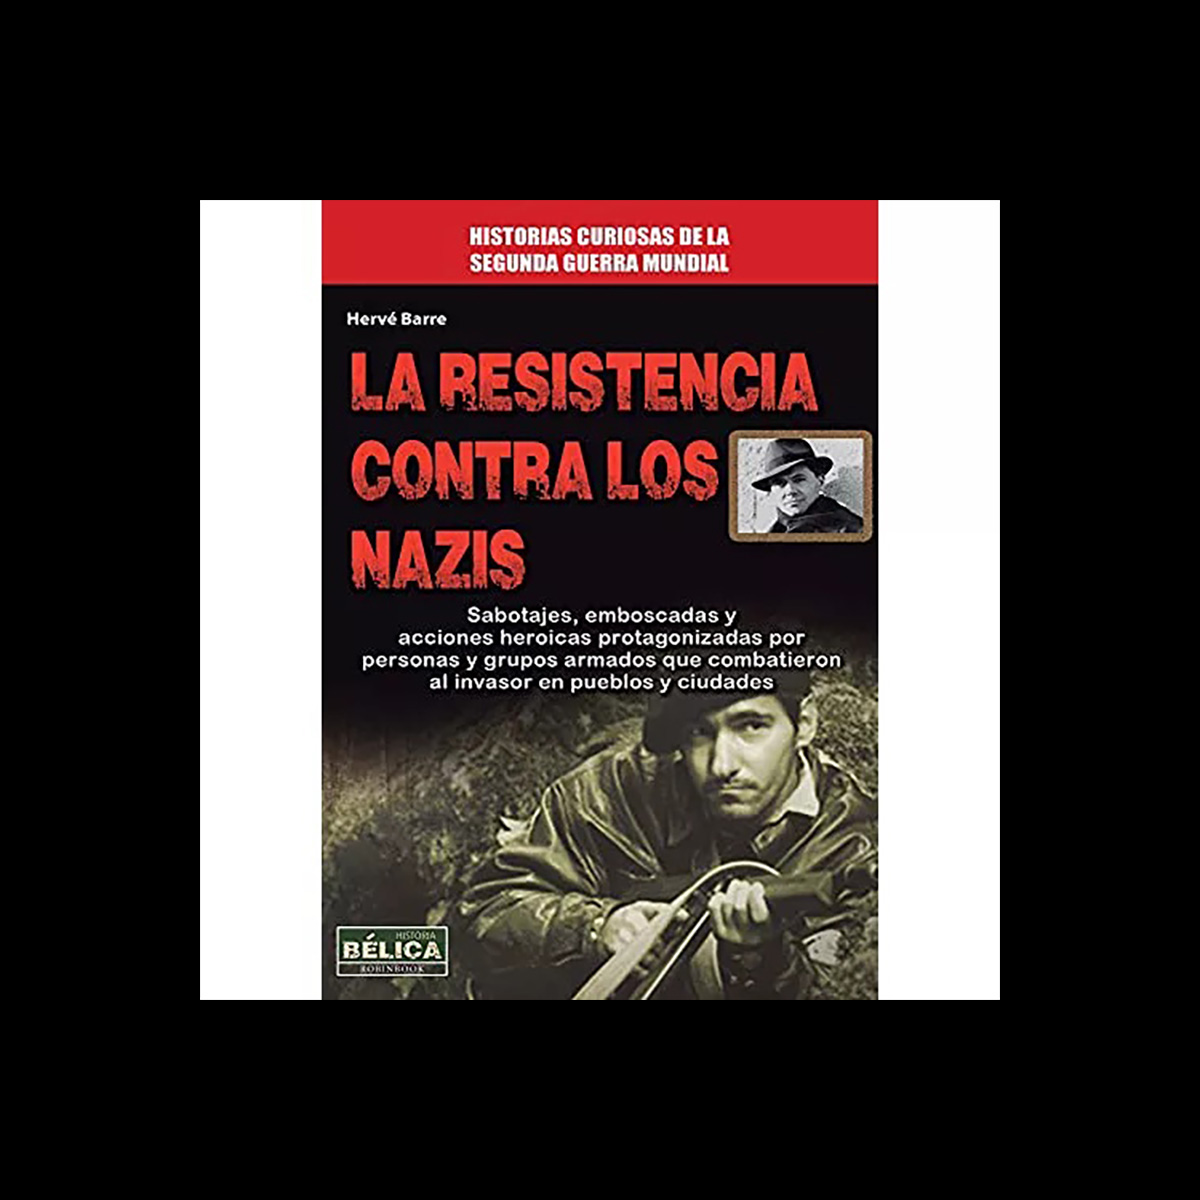 HISTORIAS CURIOSAS DE LA
SEGUNDA GUERRA MUNDIAL
Hervé Barre
LA RESISTENCIA
CONTRA LOS
NAZIS
Sabotajes, emboscadas y
acciones heroicas protagonizadas por
personas y grupos armados que combatieron
al invasor en pueblos y ciudades
HISTORIA
BÉLICA
ROBINBOOK